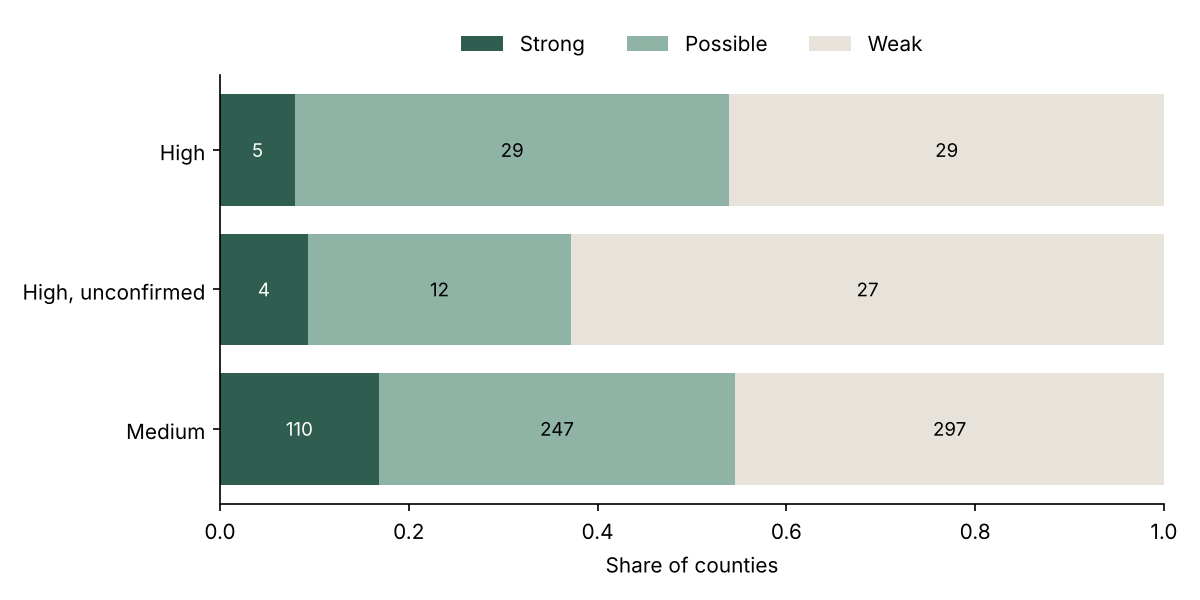 Strong Possible Weak
High 5 29 29
High, unconfirmed 4 12 27
Medium 110 247 297
0.0 0.2 0.4 0.6 0.8 1.0
Share of counties